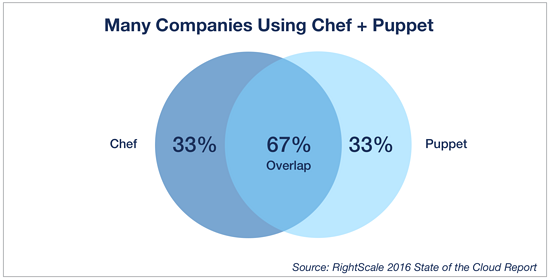 Many Companies Using Chef + Puppet
Chef
33%
67%
Overlap
33%
Puppet
Source: RightScale 2016 State of the Cloud Report